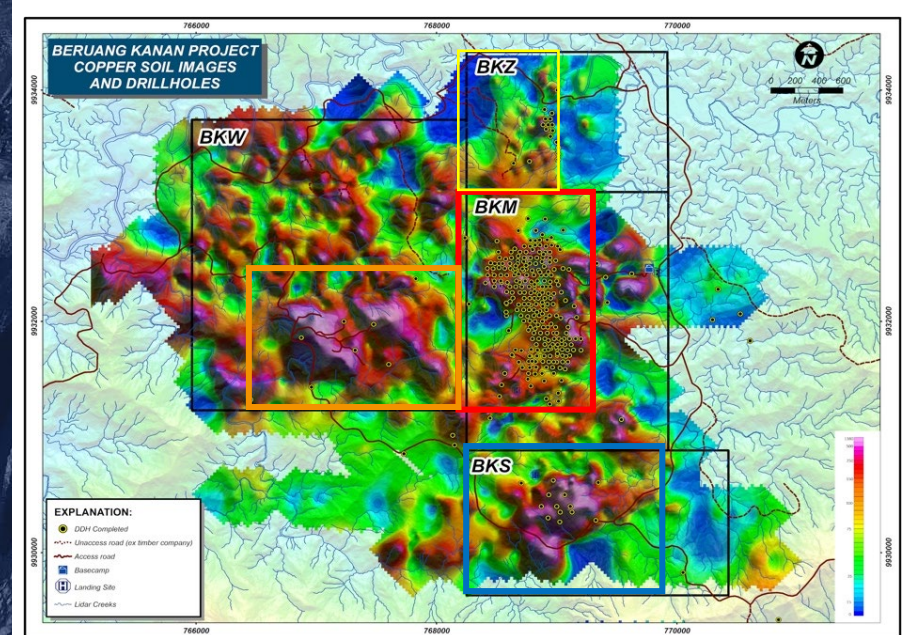 766000 768000 770000
BERUANG KANAN PROJECT
COPPER SOIL IMAGES
AND DRILLHOLES
BKZ
N
0 200 400 600
Meters
9934000 9934000
BKW
BKM
9932000 9932000
BKS
EXPLANATION:
DDH Completed
Unaccess road (ex timber company)
Access road
Basecamp
H Landing Site
Lidar Creeks
9930000 9930000
766000 768000 770000